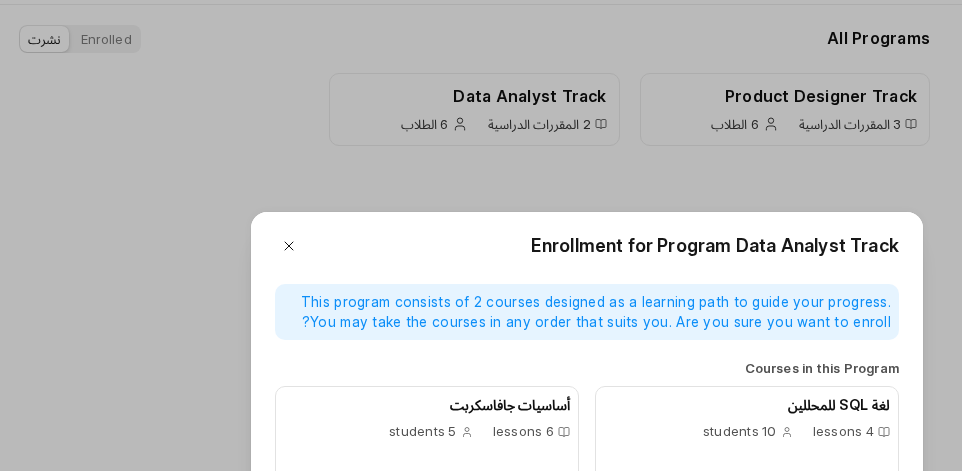 All Programs
Enrolled
نشرت
Product Designer Track
3 المقررات الدراسية
6 الطلاب
Data Analyst Track
2 المقررات الدراسية
6 الطلاب
Enrollment for Program Data Analyst Track
This program consists of 2 courses designed as a learning path to guide your progress.
You may take the courses in any order that suits you. Are you sure you want to enroll?
Courses in this Program
لغة SQL للمحللين
4 lessons
10 students
أساسيات جافاسكربت
6 lessons
5 students